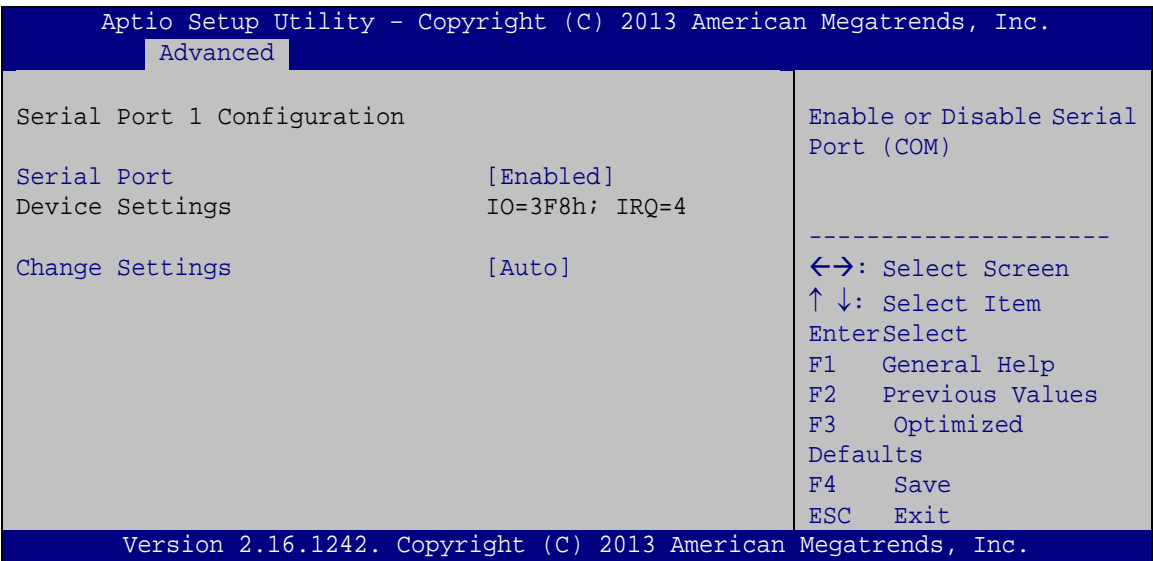 Aptio Setup Utility – Copyright (C) 2013 American Megatrends, Inc.
Advanced
Serial Port 1 Configuration
Serial Port [Enabled]
Device Settings IO=3F8h; IRQ=4
Change Settings [Auto]
Enable or Disable Serial
Port (COM)
---------------------
←→: Select Screen
↑ ↓: Select Item
EnterSelect
F1 General Help
F2 Previous Values
F3 Optimized
Defaults
F4 Save
ESC Exit
Version 2.16.1242. Copyright (C) 2013 American Megatrends, Inc.